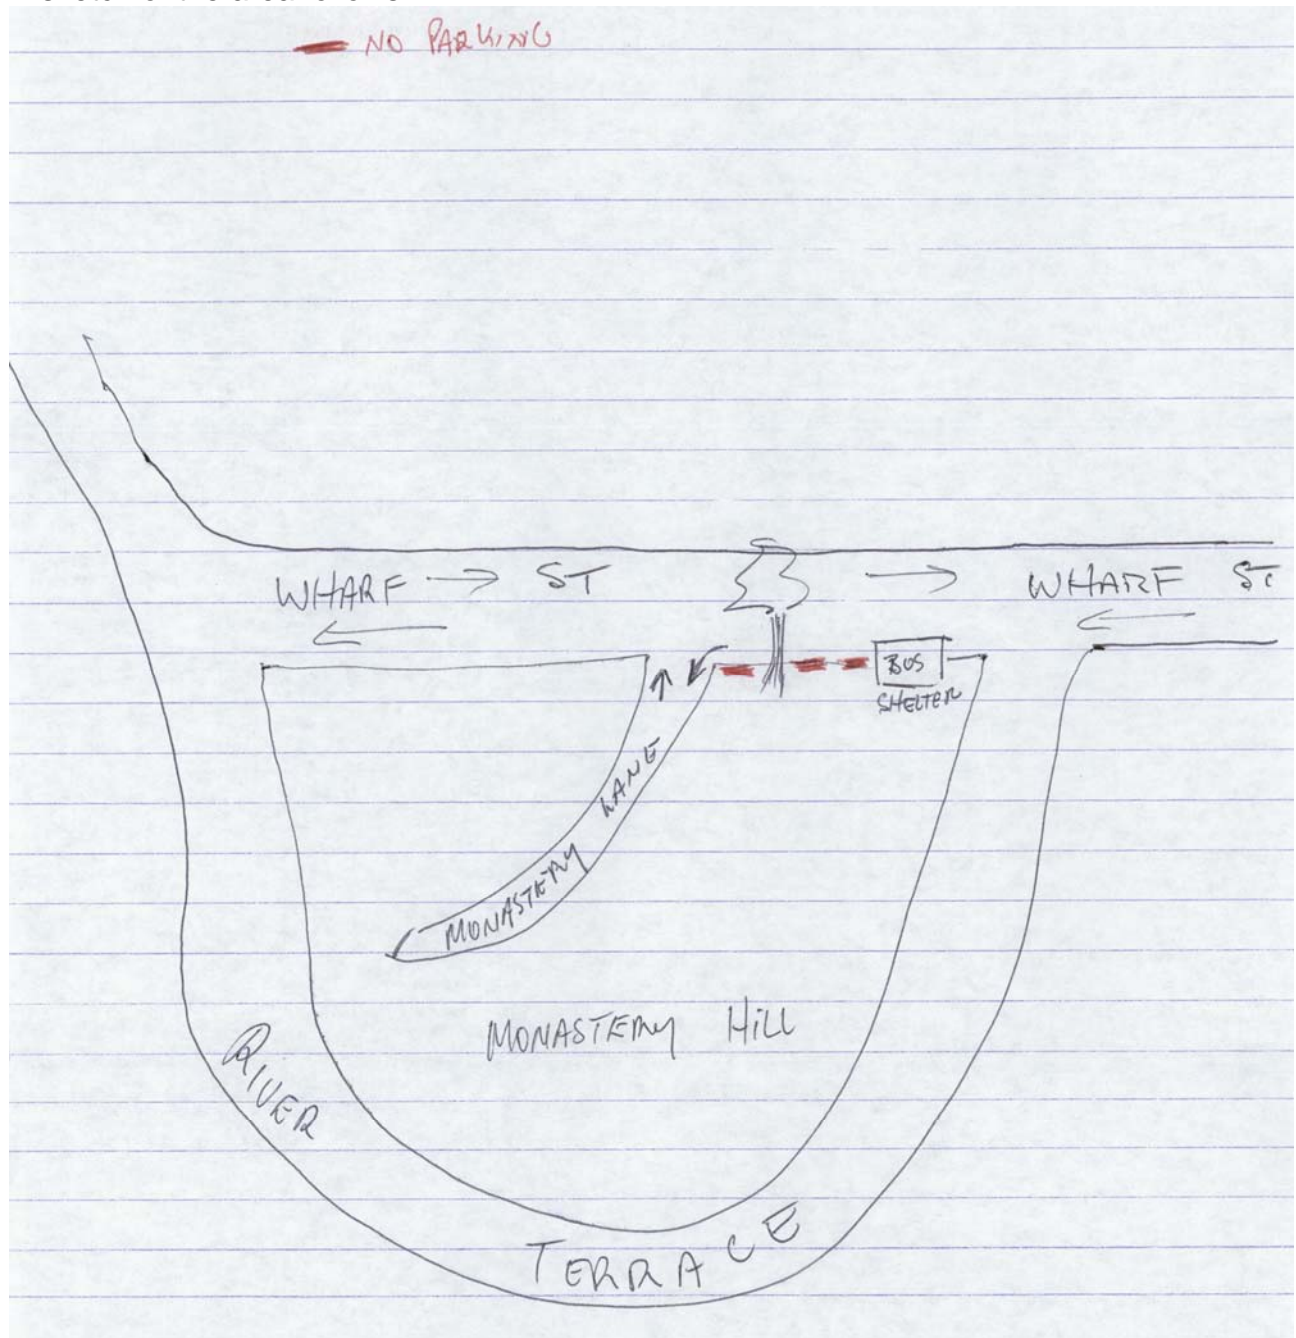 NO PARKING
WHARF → ST → WHARF ST
← ←
BUS
SHELTER
MONASTERY LANE
MONASTERY HILL
RIVER TERRACE